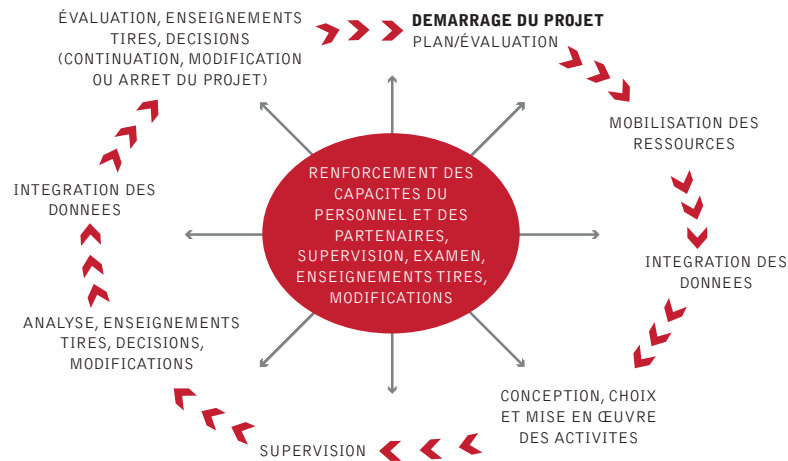 DEMARRAGE DU PROJET
PLAN/ÉVALUATION
MOBILISATION DES
RESSOURCES
INTEGRATION DES
DONNEES
CONCEPTION, CHOIX
ET MISE EN ŒUVRE
DES ACTIVITES
SUPERVISION
ANALYSE, ENSEIGNEMENTS
TIRES, DECISIONS,
MODIFICATIONS
INTEGRATION DES
DONNEES
ÉVALUATION, ENSEIGNEMENTS
TIRES, DECISIONS
(CONTINUATION, MODIFICATION
OU ARRET DU PROJET)
RENFORCEMENT DES
CAPACITES DU
PERSONNEL ET DES
PARTENAIRES,
SUPERVISION, EXAMEN,
ENSEIGNEMENTS TIRES,
MODIFICATIONS